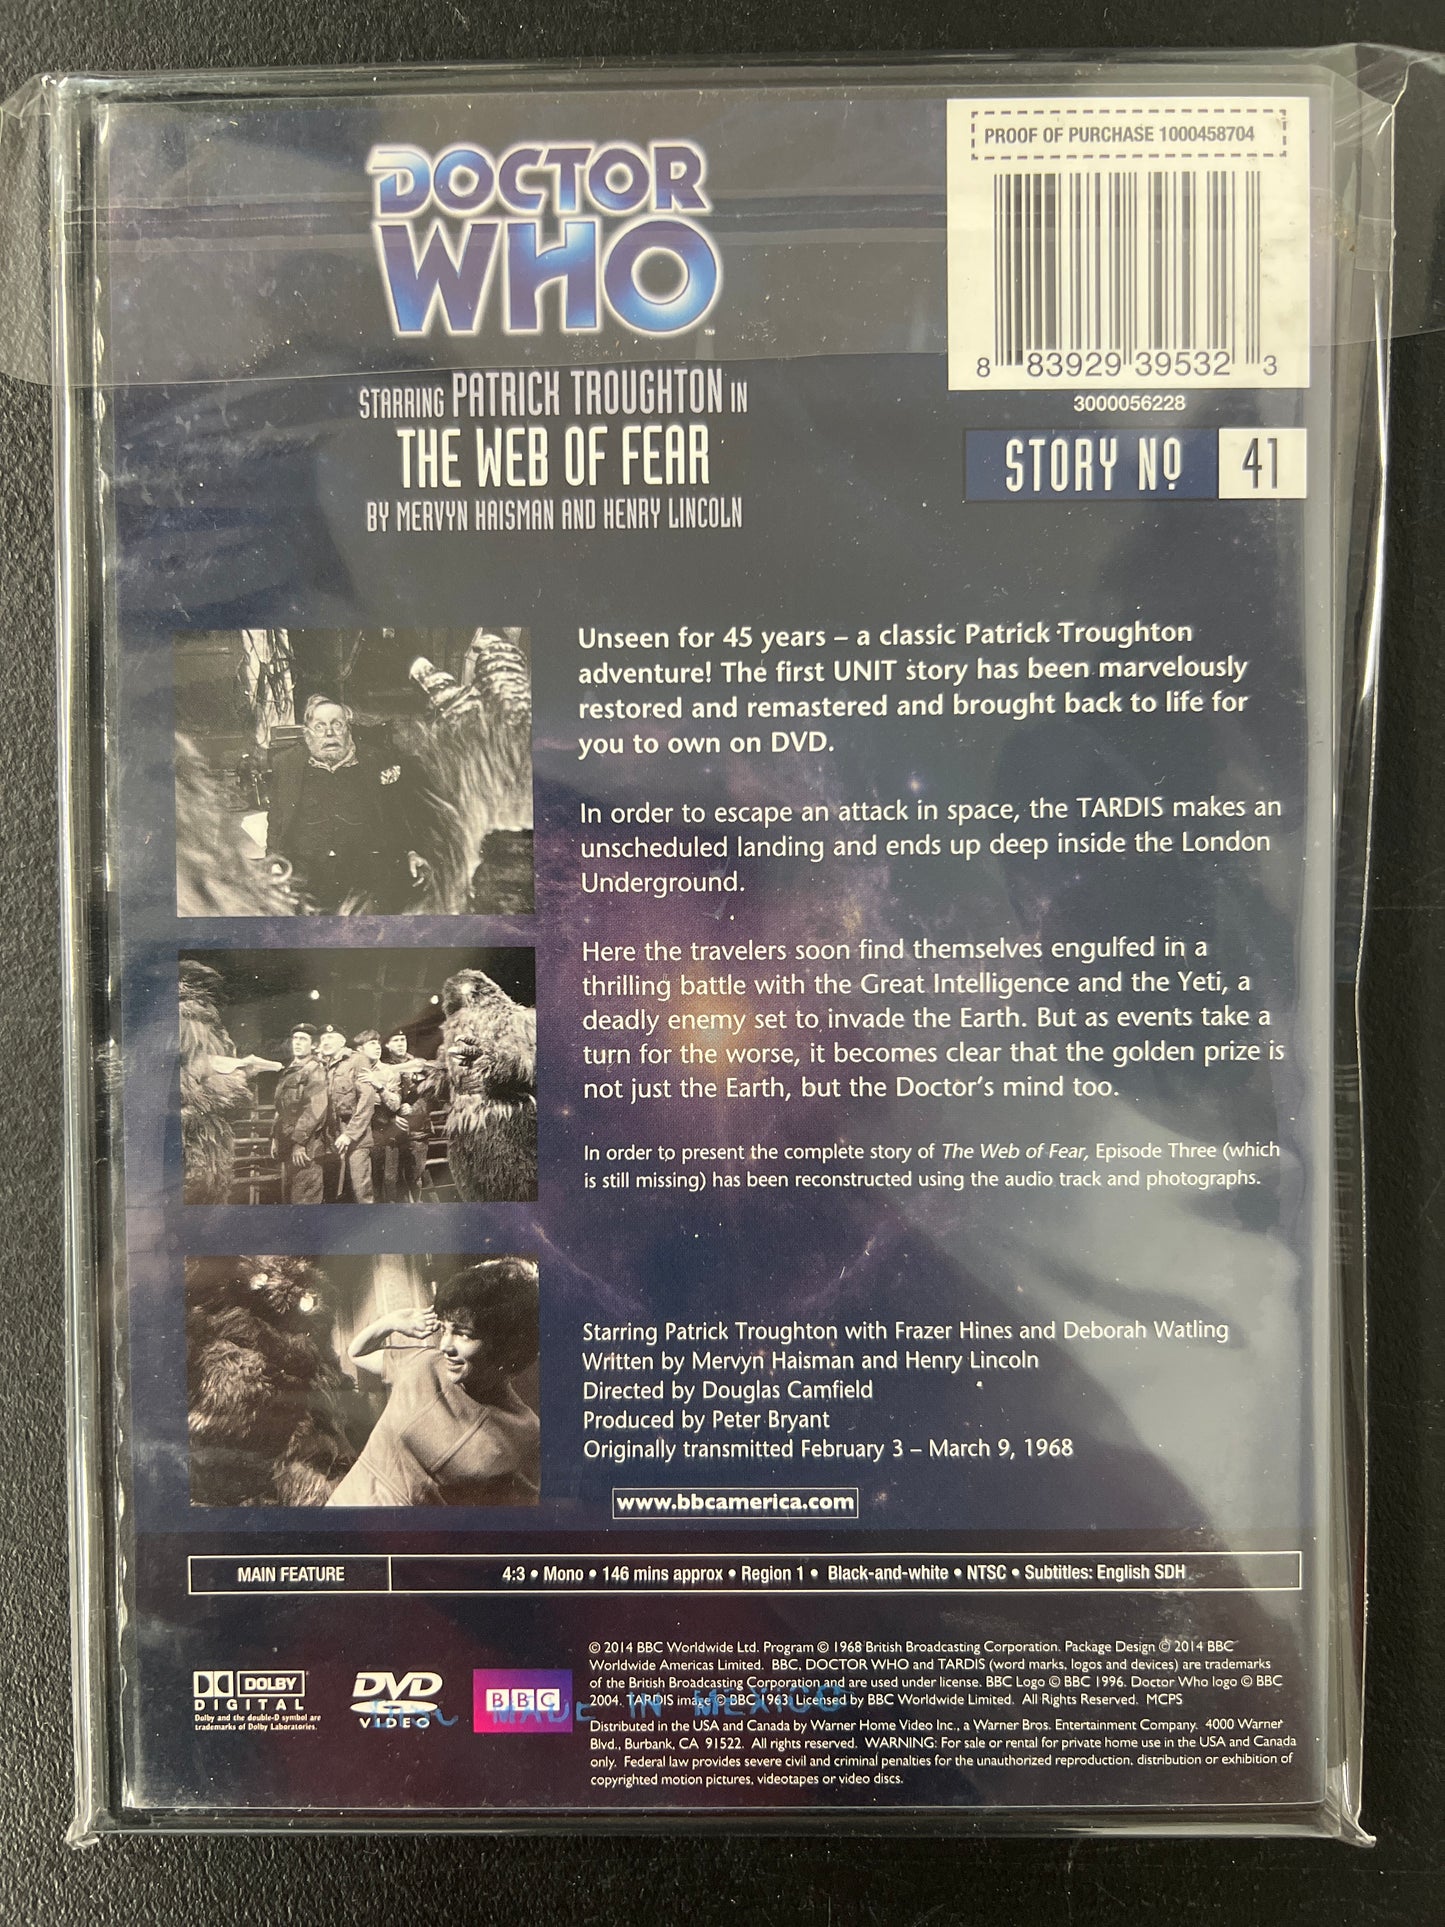 PROOF OF PURCHASE 1000458704
8 83929 39532 3
3000056228
DOCTOR
WHO
™
STARRING PATRICK TROUGHTON IN
THE WEB OF FEAR
BY MERVYN HAISMAN AND HENRY LINCOLN
STORY No 41
Unseen for 45 years – a classic Patrick Troughton
adventure! The first UNIT story has been marvelously
restored and remastered and brought back to life for
you to own on DVD.
In order to escape an attack in space, the TARDIS makes an
unscheduled landing and ends up deep inside the London
Underground.
Here the travelers soon find themselves engulfed in a
thrilling battle with the Great Intelligence and the Yeti, a
deadly enemy set to invade the Earth. But as events take a
turn for the worse, it becomes clear that the golden prize is
not just the Earth, but the Doctor's mind too.
In order to present the complete story of The Web of Fear, Episode Three (which
is still missing) has been reconstructed using the audio track and photographs.
Starring Patrick Troughton with Frazer Hines and Deborah Watling
Written by Mervyn Haisman and Henry Lincoln
Directed by Douglas Camfield
Produced by Peter Bryant
Originally transmitted February 3 – March 9, 1968
www.bbcamerica.com
MAIN FEATURE
4:3 • Mono • 146 mins approx • Region 1 • Black-and-white • NTSC • Subtitles: English SDH
DOLBY
DIGITAL
Dolby and the double-D symbol are
trademarks of Dolby Laboratories.
DVD
VIDEO
BBC
MADE IN MEXICO
© 2014 BBC Worldwide Ltd. Program © 1968 British Broadcasting Corporation. Package Design © 2014 BBC
Worldwide Americas Limited. BBC, DOCTOR WHO and TARDIS (word marks, logos and devices) are trademarks
of the British Broadcasting Corporation and are used under license. BBC Logo © BBC 1996. Doctor Who logo © BBC
2004. TARDIS image © BBC 1963. Licensed by BBC Worldwide Limited. All Rights Reserved. MCPS
Distributed in the USA and Canada by Warner Home Video Inc., a Warner Bros. Entertainment Company. 4000 Warner
Blvd., Burbank, CA 91522. All rights reserved. WARNING: For sale or rental for private home use in the USA and Canada
only. Federal law provides severe civil and criminal penalties for the unauthorized reproduction, distribution or exhibition of
copyrighted motion pictures, videotapes or video discs.